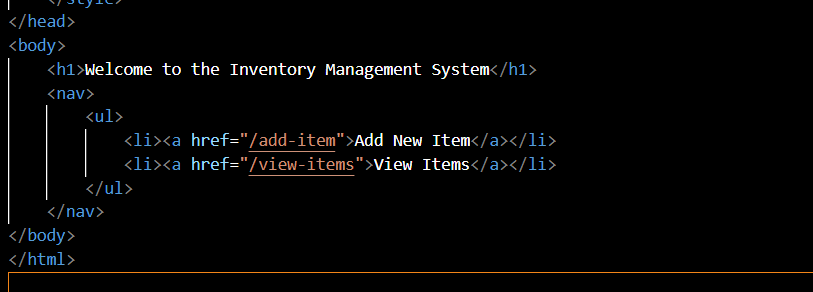 </style>
</head>
<body>
<h1>Welcome to the Inventory Management System</h1>
<nav>
<ul>
<li><a href="/add-item">Add New Item</a></li>
<li><a href="/view-items">View Items</a></li>
</ul>
</nav>
</body>
</html>